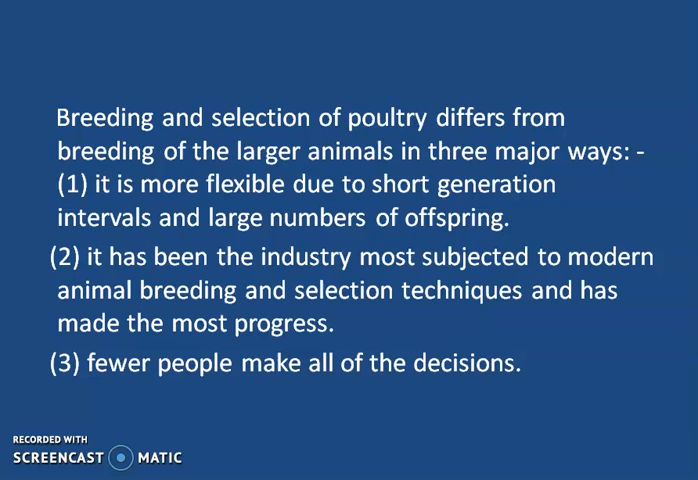 Breeding and selection of poultry differs from
breeding of the larger animals in three major ways: -
(1) it is more flexible due to short generation
intervals and large numbers of offspring.
(2) it has been the industry most subjected to modern
animal breeding and selection techniques and has
made the most progress.
(3) fewer people make all of the decisions.
RECORDED WITH
SCREENCAST MATIC